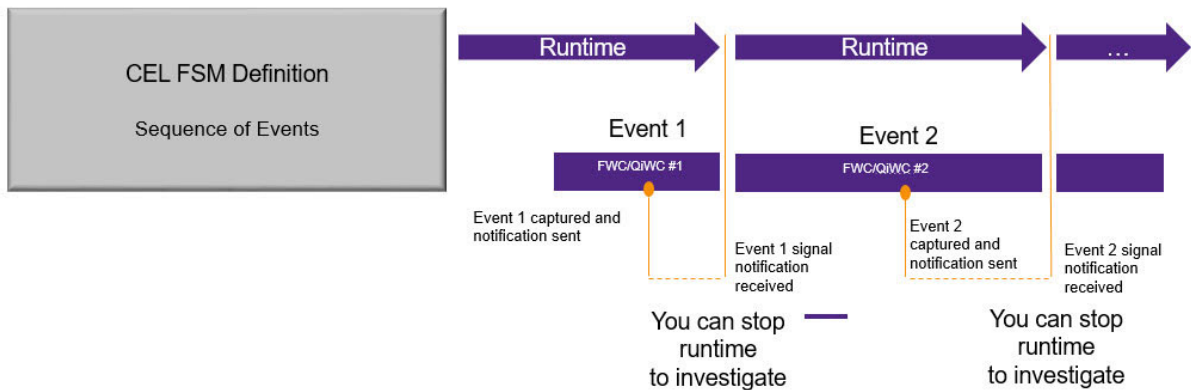 CEL FSM Definition
Sequence of Events
Runtime
Runtime
...
Event 1
Event 2
FWC/QiWC #1
FWC/QiWC #2
Event 1 captured and
notification sent
Event 1 signal
notification
received
Event 2
captured and
notification sent
Event 2 signal
notification
received
You can stop
runtime
to investigate
You can stop
runtime
to investigate